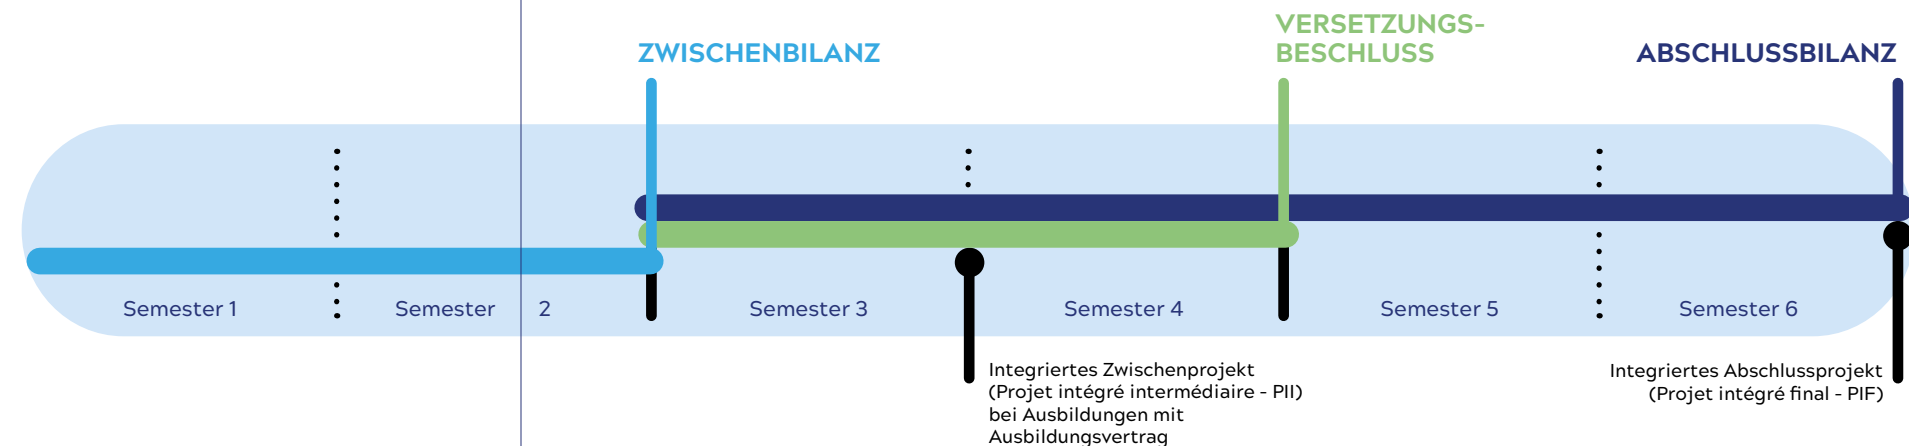 ZWISCHENBILANZ
VERSETZUNGS-
BESCHLUSS
ABSCHLUSSBILANZ
Semester 1
Semester 2
Semester 3
Semester 4
Semester 5
Semester 6
Integriertes Zwischenprojekt
(Projet intégré intermédiaire - PII)
bei Ausbildungen mit
Ausbildungsvertrag
Integriertes Abschlussprojekt
(Projet intégré final - PIF)